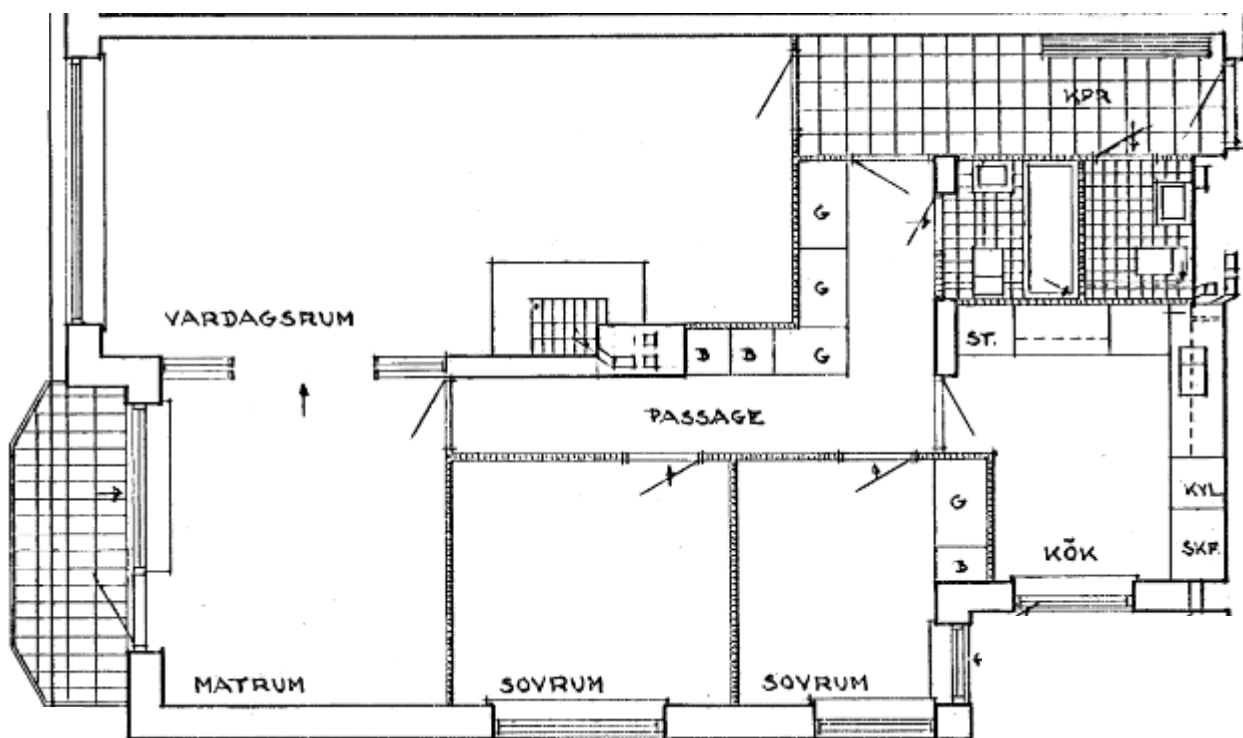 KPR
G
G
VARDAGSRUM
B B G
ST.
PASSAGE
G
KYL
B
KÖK
SKF.
MATRUM
SOVRUM
SOVRUM